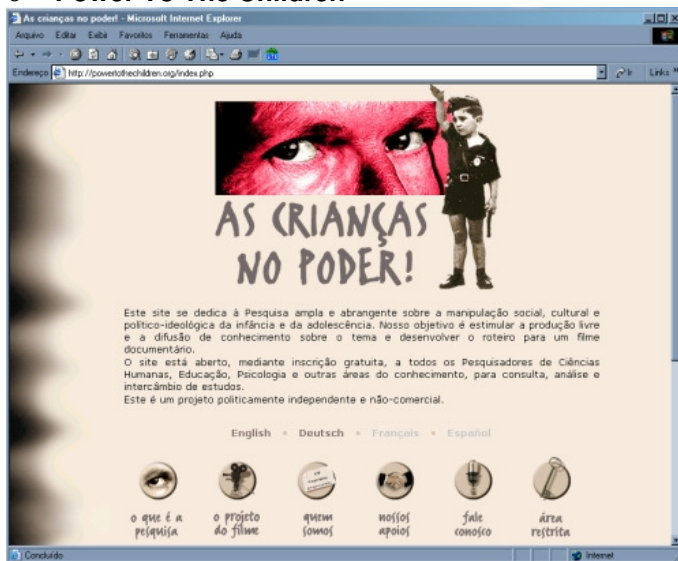 Power To The Children
As crianças no poder! - Microsoft Internet Explorer
Arquivo Editar Exibir Favoritos Ferramentas Ajuda
Endereço http://powertothechildren.org/index.php Ir Links
AS CRIANÇAS
NO PODER!
Este site se dedica à Pesquisa ampla e abrangente sobre a manipulação social, cultural e
político-ideológica da infância e da adolescência. Nosso objetivo é estimular a produção livre
e a difusão de conhecimento sobre o tema e desenvolver o roteiro para um filme
documentário.
O site está aberto, mediante inscrição gratuita, a todos os Pesquisadores de Ciências
Humanas, Educação, Psicologia e outras áreas do conhecimento, para consulta, análise e
intercâmbio de estudos.
Este é um projeto politicamente independente e não-comercial.
English • Deutsch • Français • Español
o que é a pesquisa
o projeto do filme
quem somos
nossos apoios
fale conosco
área restrita
Concluído Internet